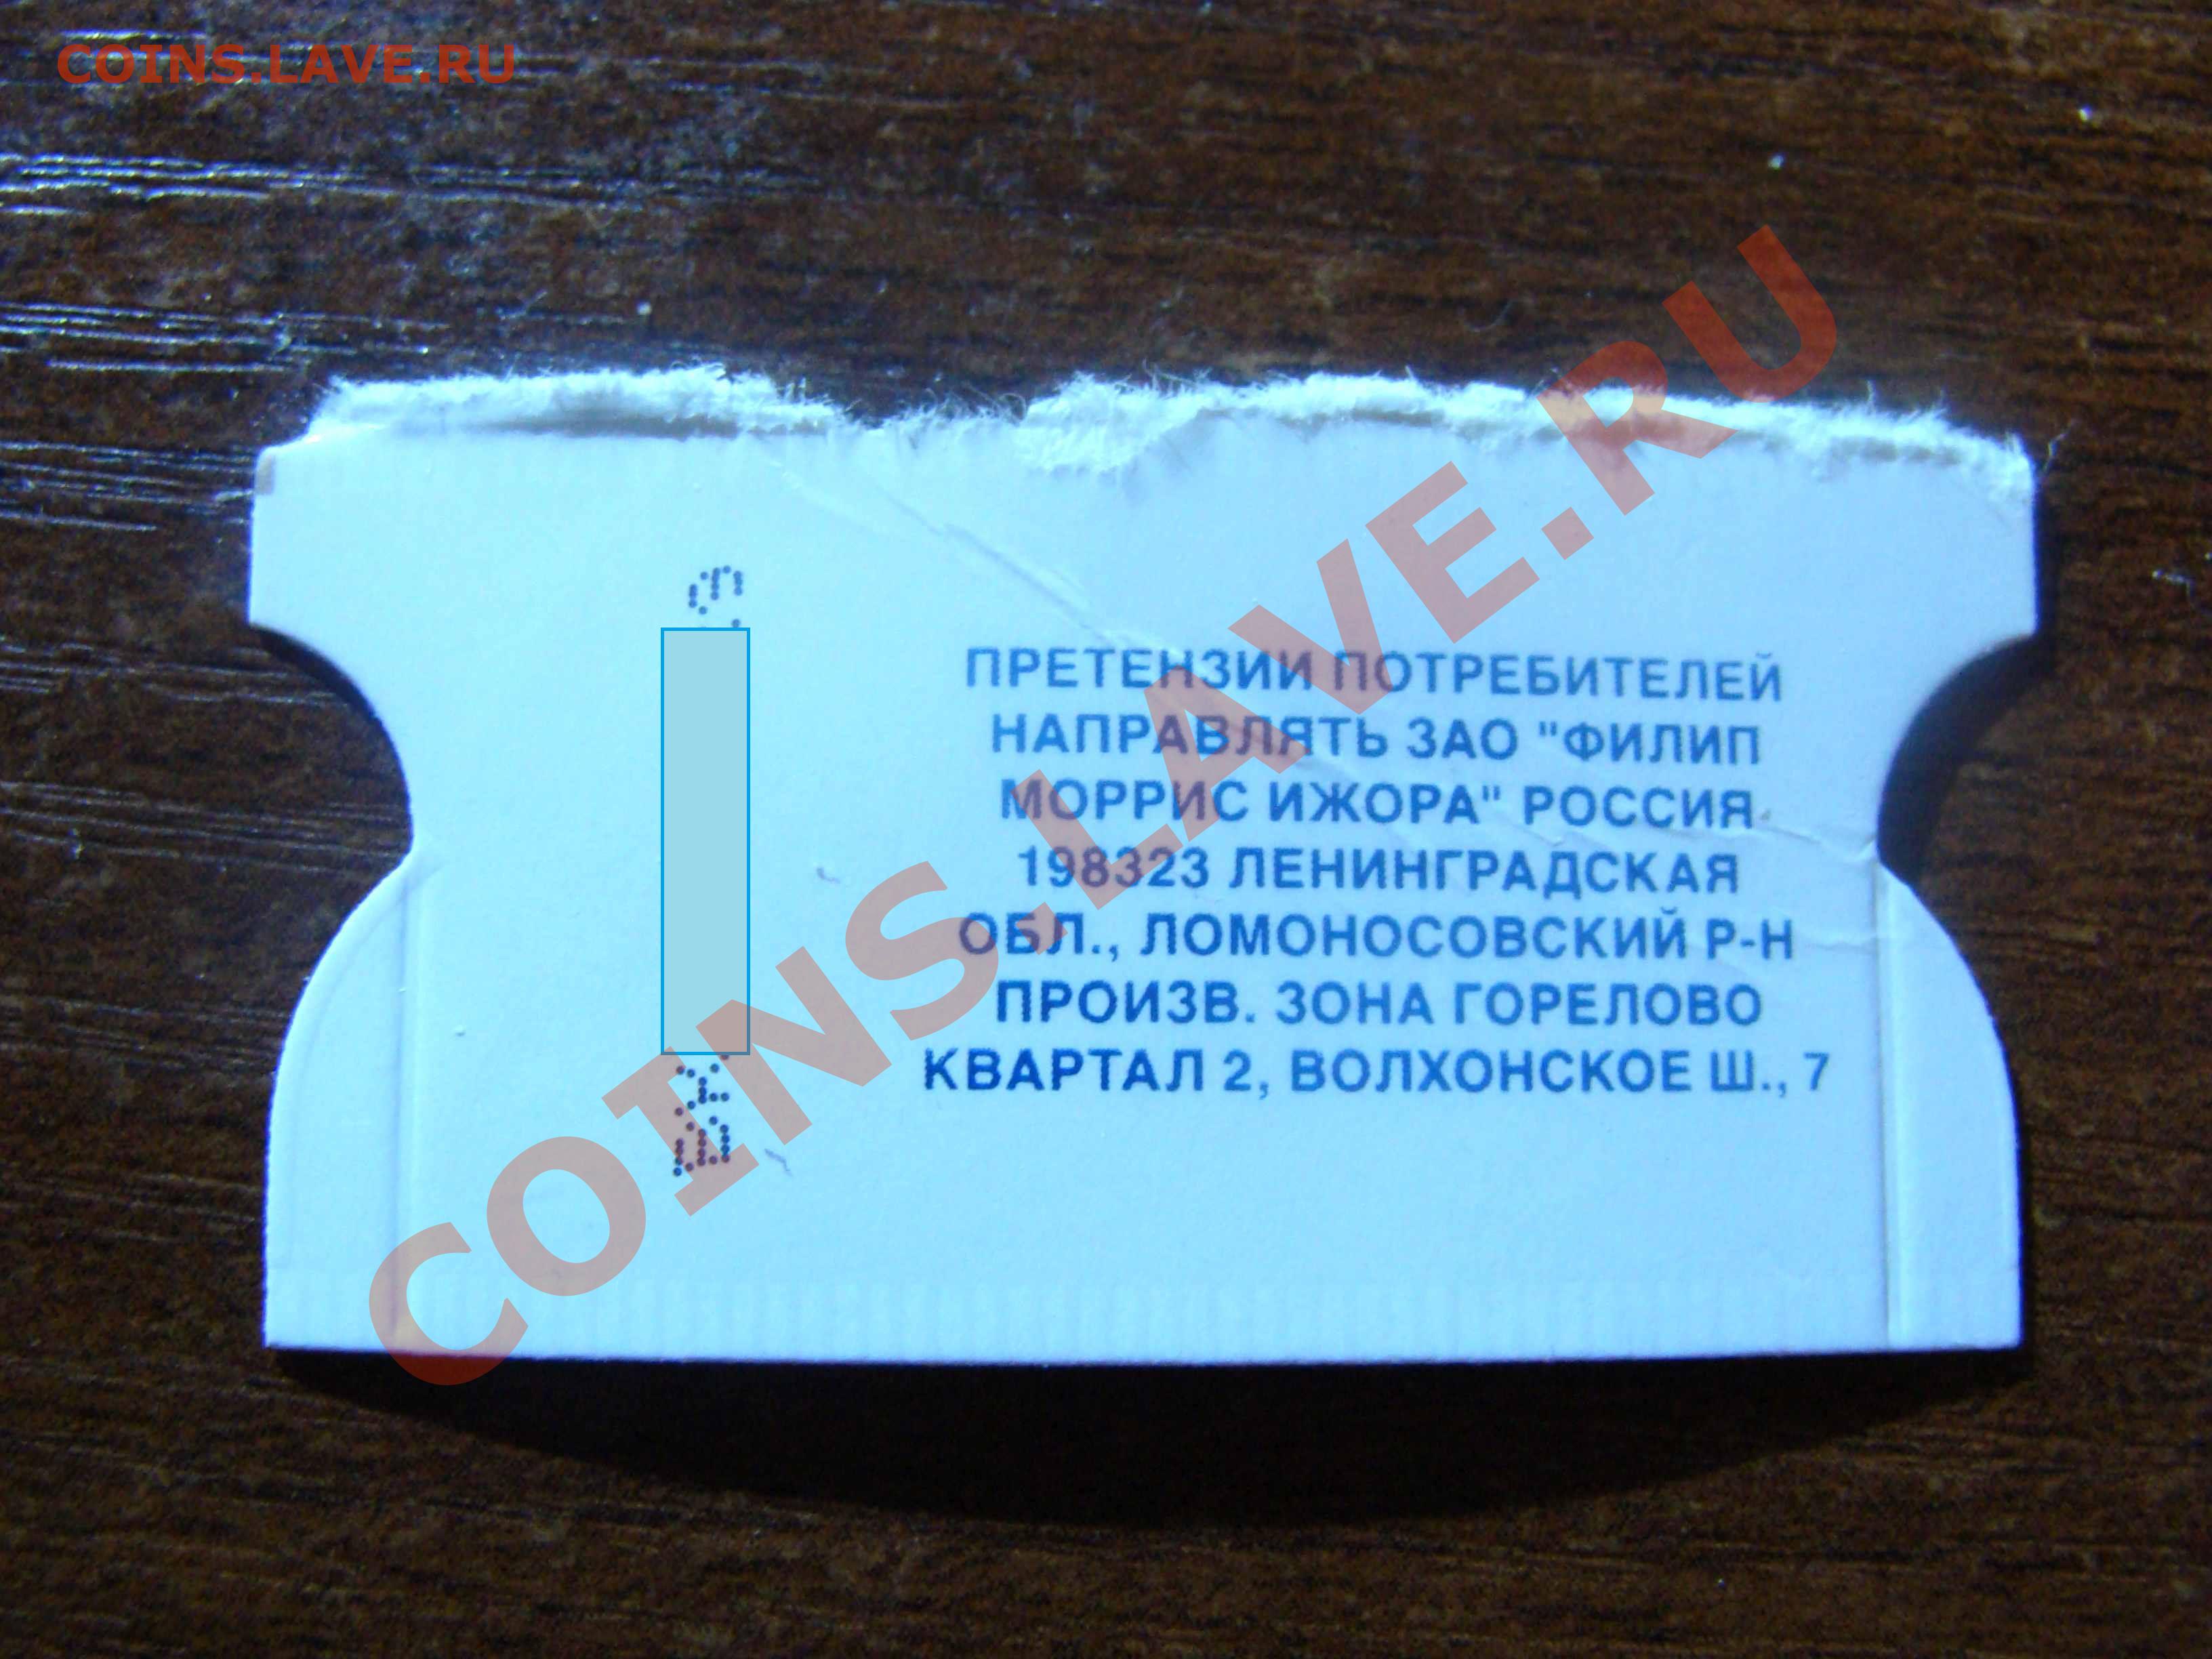 COINS.LAVE.RU
ПРЕТЕНЗИИ ПОТРЕБИТЕЛЕЙ
НАПРАВЛЯТЬ ЗАО "ФИЛИП
МОРРИС ИЖОРА" РОССИЯ
198323 ЛЕНИНГРАДСКАЯ
ОБЛ., ЛОМОНОСОВСКИЙ Р-Н
ПРОИЗВ. ЗОНА ГОРЕЛОВО
КВАРТАЛ 2, ВОЛХОНСКОЕ Ш., 7
COINS.LAVE.RU